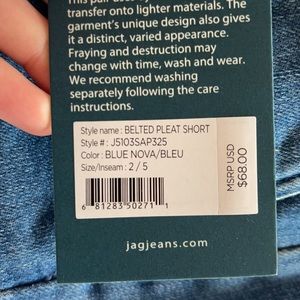 transfer onto lighter materials. The
garment's unique design also gives
it a distinct, varied appearance.
Fraying and destruction may
change with time, wash and wear.
We recommend washing
separately following the care
instructions.
Style name : BELTED PLEAT SHORT
Style # : J5103SAP325
Color : BLUE NOVA/BLEU
Size/Inseam : 2 / 5
MSRP USD
$68.00
6 81283 50271 1
jagjeans.com